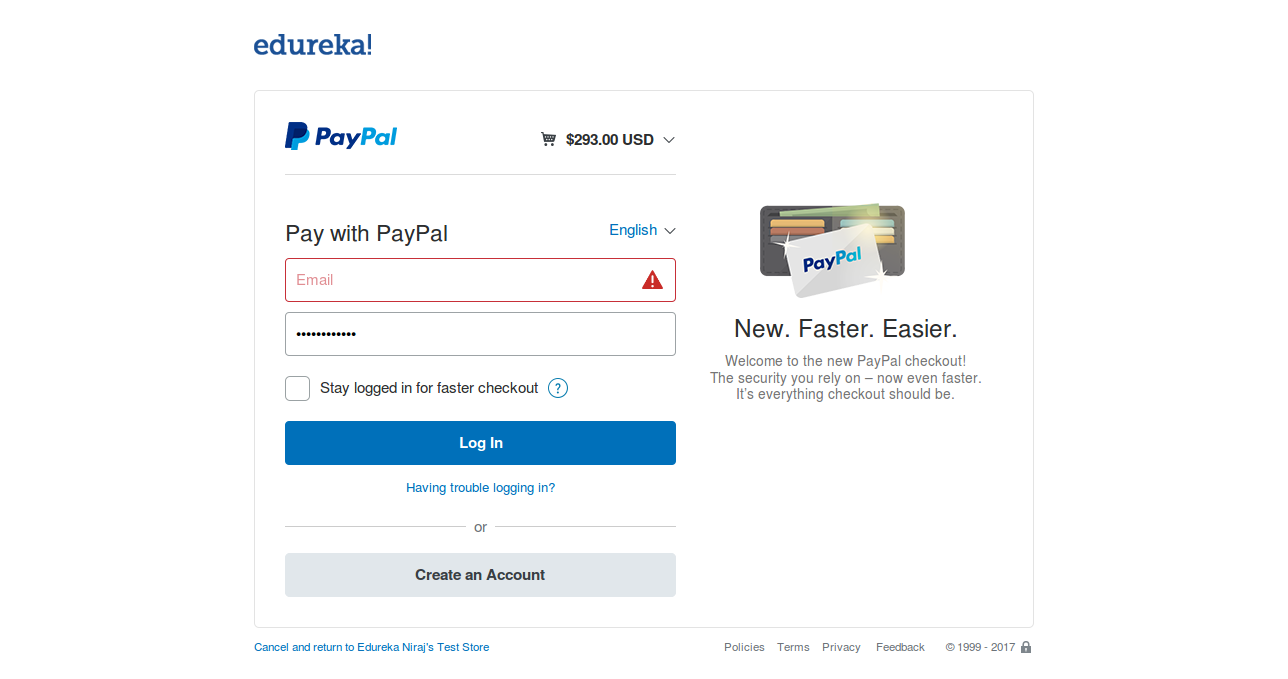 edureka!
PayPal
$293.00 USD
Pay with PayPal
English
Email
••••••••••••
Stay logged in for faster checkout
?
Log In
Having trouble logging in?
or
Create an Account
PayPal
New. Faster. Easier.
Welcome to the new PayPal checkout!
The security you rely on – now even faster.
It's everything checkout should be.
Cancel and return to Edureka Niraj's Test Store
Policies Terms Privacy Feedback © 1999 - 2017